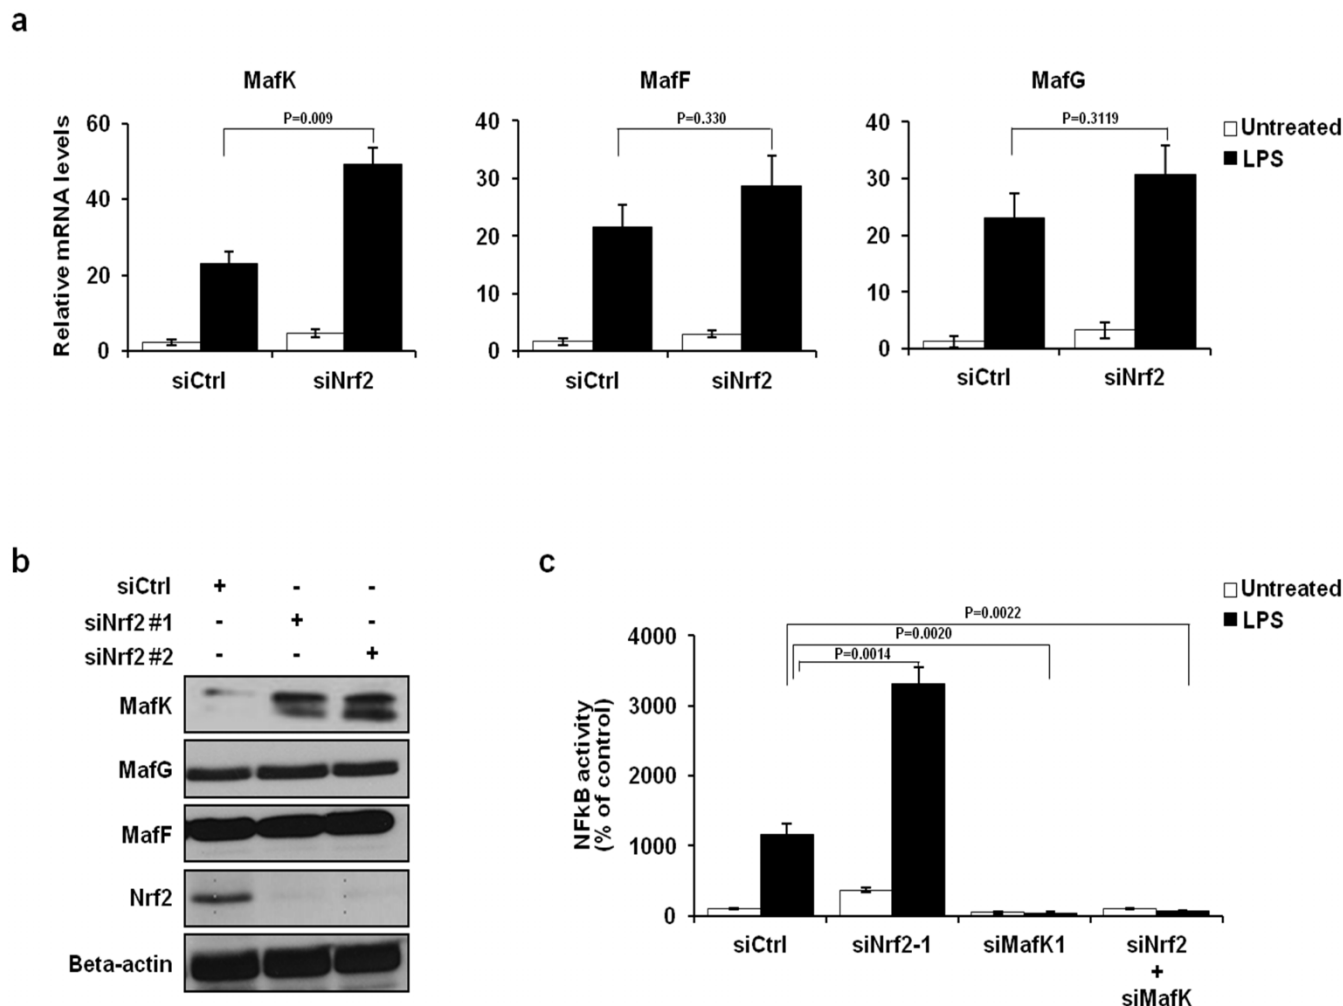 a
MafK
MafF
MafG
Relative mRNA levels
60
40
20
0
P=0.009
siCtrl
siNrf2
40
30
20
10
0
P=0.330
siCtrl
siNrf2
40
30
20
10
0
P=0.3119
siCtrl
siNrf2
Untreated
LPS
b
siCtrl + - -
siNrf2 #1 - + -
siNrf2 #2 - - +
MafK
MafG
MafF
Nrf2
Beta-actin
c
Untreated
LPS
NFkB activity
(% of control)
4000
3000
2000
1000
0
P=0.0022
P=0.0020
P=0.0014
siCtrl
siNrf2-1
siMafK1
siNrf2
+
siMafK